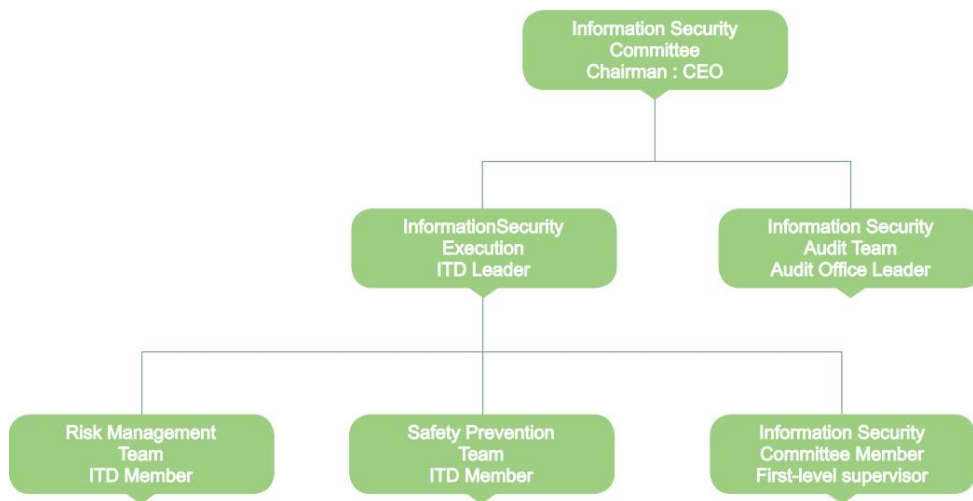 Information Security
Committee
Chairman : CEO
InformationSecurity
Execution
ITD Leader
Information Security
Audit Team
Audit Office Leader
Risk Management
Team
ITD Member
Safety Prevention
Team
ITD Member
Information Security
Committee Member
First-level supervisor